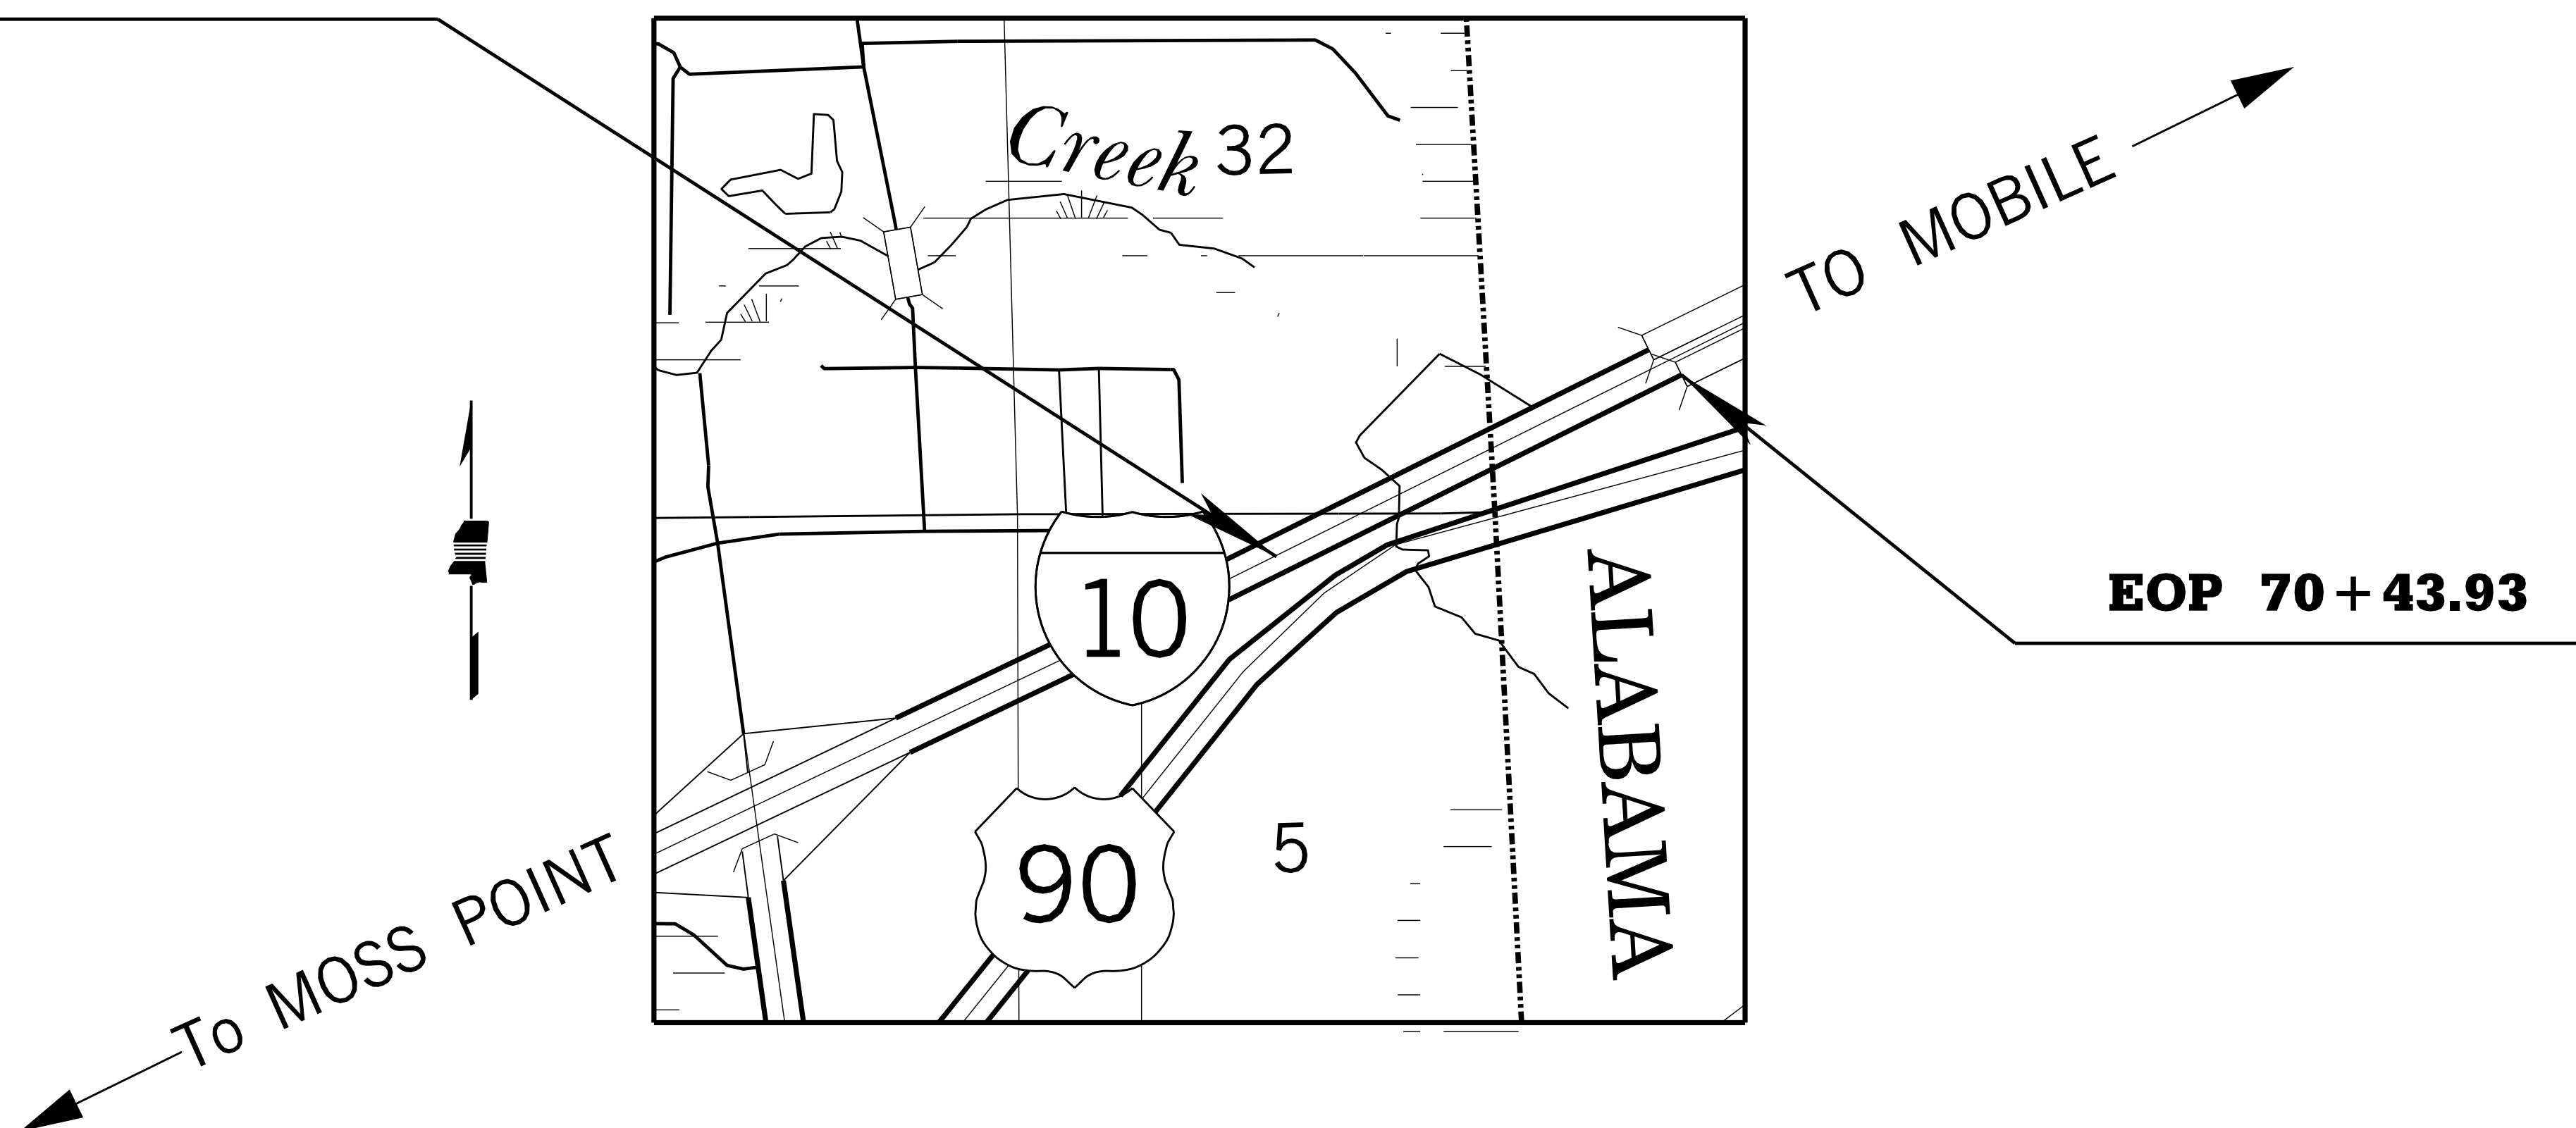 Creek 32
TO MOBILE
10
EOP 70+43.93
ALABAMA
90
5
To MOSS POINT